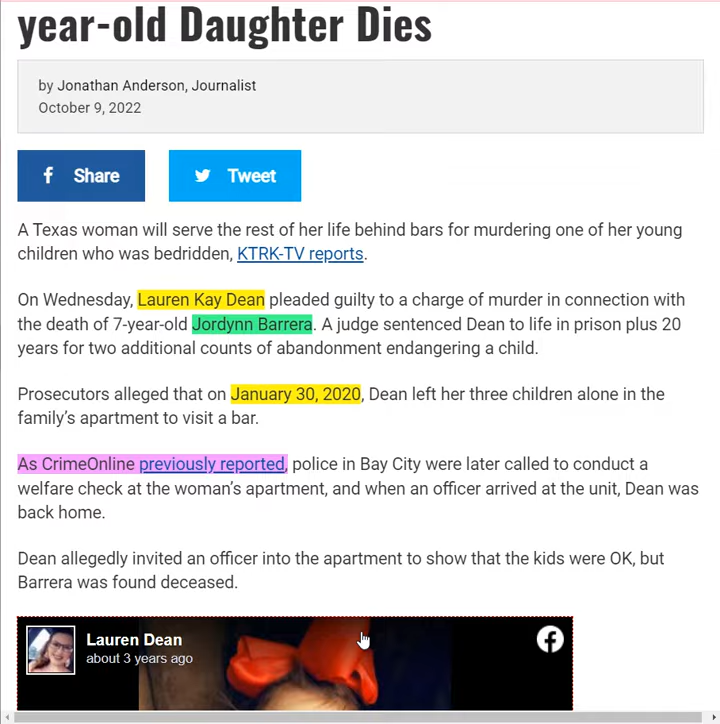 year-old Daughter Dies
by Jonathan Anderson, Journalist
October 9, 2022
Share
Tweet
A Texas woman will serve the rest of her life behind bars for murdering one of her young
children who was bedridden, KTRK-TV reports.
On Wednesday, Lauren Kay Dean pleaded guilty to a charge of murder in connection with
the death of 7-year-old Jordynn Barrera. A judge sentenced Dean to life in prison plus 20
years for two additional counts of abandonment endangering a child.
Prosecutors alleged that on January 30, 2020, Dean left her three children alone in the
family’s apartment to visit a bar.
As CrimeOnline previously reported, police in Bay City were later called to conduct a
welfare check at the woman’s apartment, and when an officer arrived at the unit, Dean was
back home.
Dean allegedly invited an officer into the apartment to show that the kids were OK, but
Barrera was found deceased.
Lauren Dean
about 3 years ago